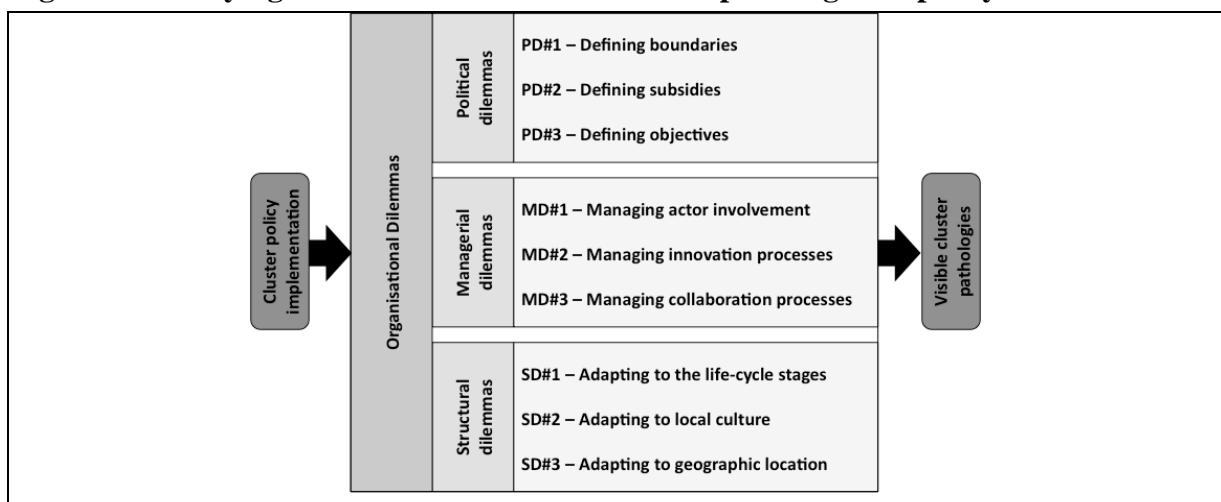 Cluster policy
implementation
Organisational Dilemmas
Political
dilemmas
PD#1 – Defining boundaries
PD#2 – Defining subsidies
PD#3 – Defining objectives
Managerial
dilemmas
MD#1 – Managing actor involvement
MD#2 – Managing innovation processes
MD#3 – Managing collaboration processes
Structural
dilemmas
SD#1 – Adapting to the life-cycle stages
SD#2 – Adapting to local culture
SD#3 – Adapting to geographic location
Visible cluster
pathologies